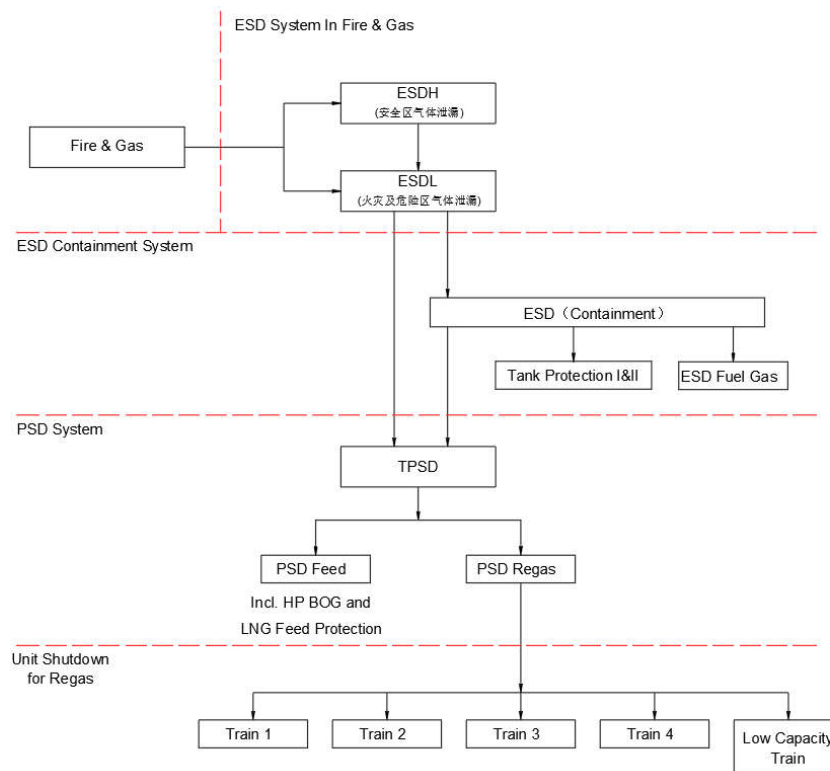 ESD System In Fire & Gas
ESDH
(安全区气体泄漏)
Fire & Gas
ESDL
(火灾及危险区气体泄漏)
ESD Containment System
ESD（Containment）
Tank Protection I&II
ESD Fuel Gas
PSD System
TPSD
PSD Feed
PSD Regas
Incl. HP BOG and
LNG Feed Protection
Unit Shutdown
for Regas
Train 1
Train 2
Train 3
Train 4
Low Capacity
Train